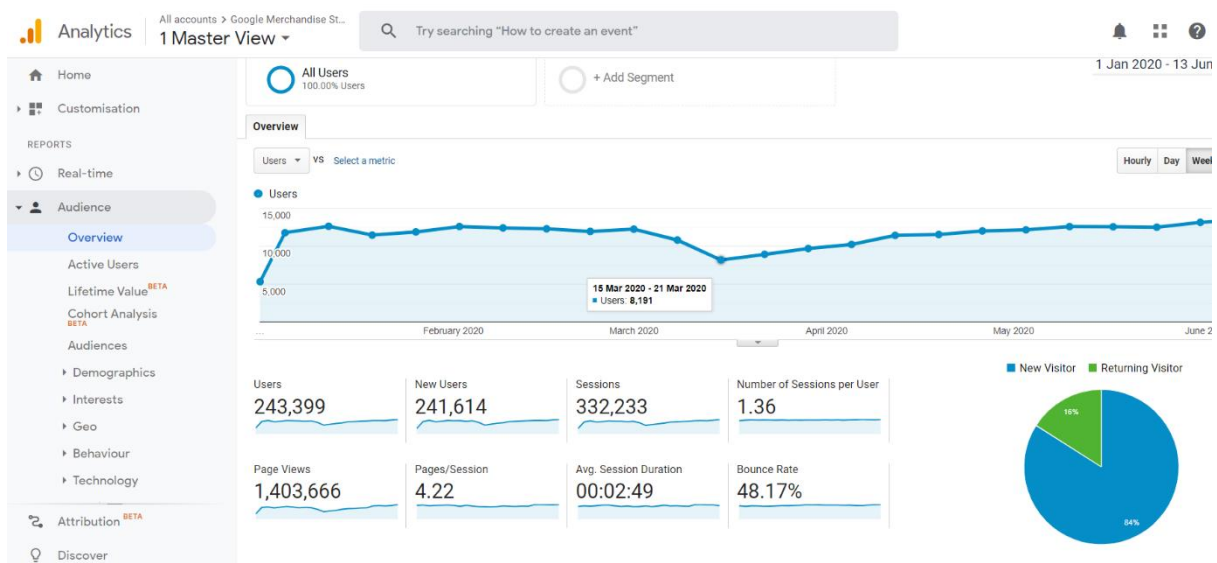 Analytics
All accounts > Google Merchandise St...
1 Master View
Try searching "How to create an event"
Home
Customisation
REPORTS
Real-time
Audience
Overview
Active Users
Lifetime Value BETA
Cohort Analysis
BETA
Audiences
Demographics
Interests
Geo
Behaviour
Technology
Attribution BETA
Discover
All Users
100.00% Users
+ Add Segment
1 Jan 2020 - 13 Jun
Overview
Users VS Select a metric
Hourly Day Week
Users
15,000
10,000
5,000
15 Mar 2020 - 21 Mar 2020
Users: 8,191
... February 2020 March 2020 April 2020 May 2020 June 2
Users
243,399
New Users
241,614
Sessions
332,233
Number of Sessions per User
1.36
Page Views
1,403,666
Pages/Session
4.22
Avg. Session Duration
00:02:49
Bounce Rate
48.17%
New Visitor Returning Visitor
16%
84%